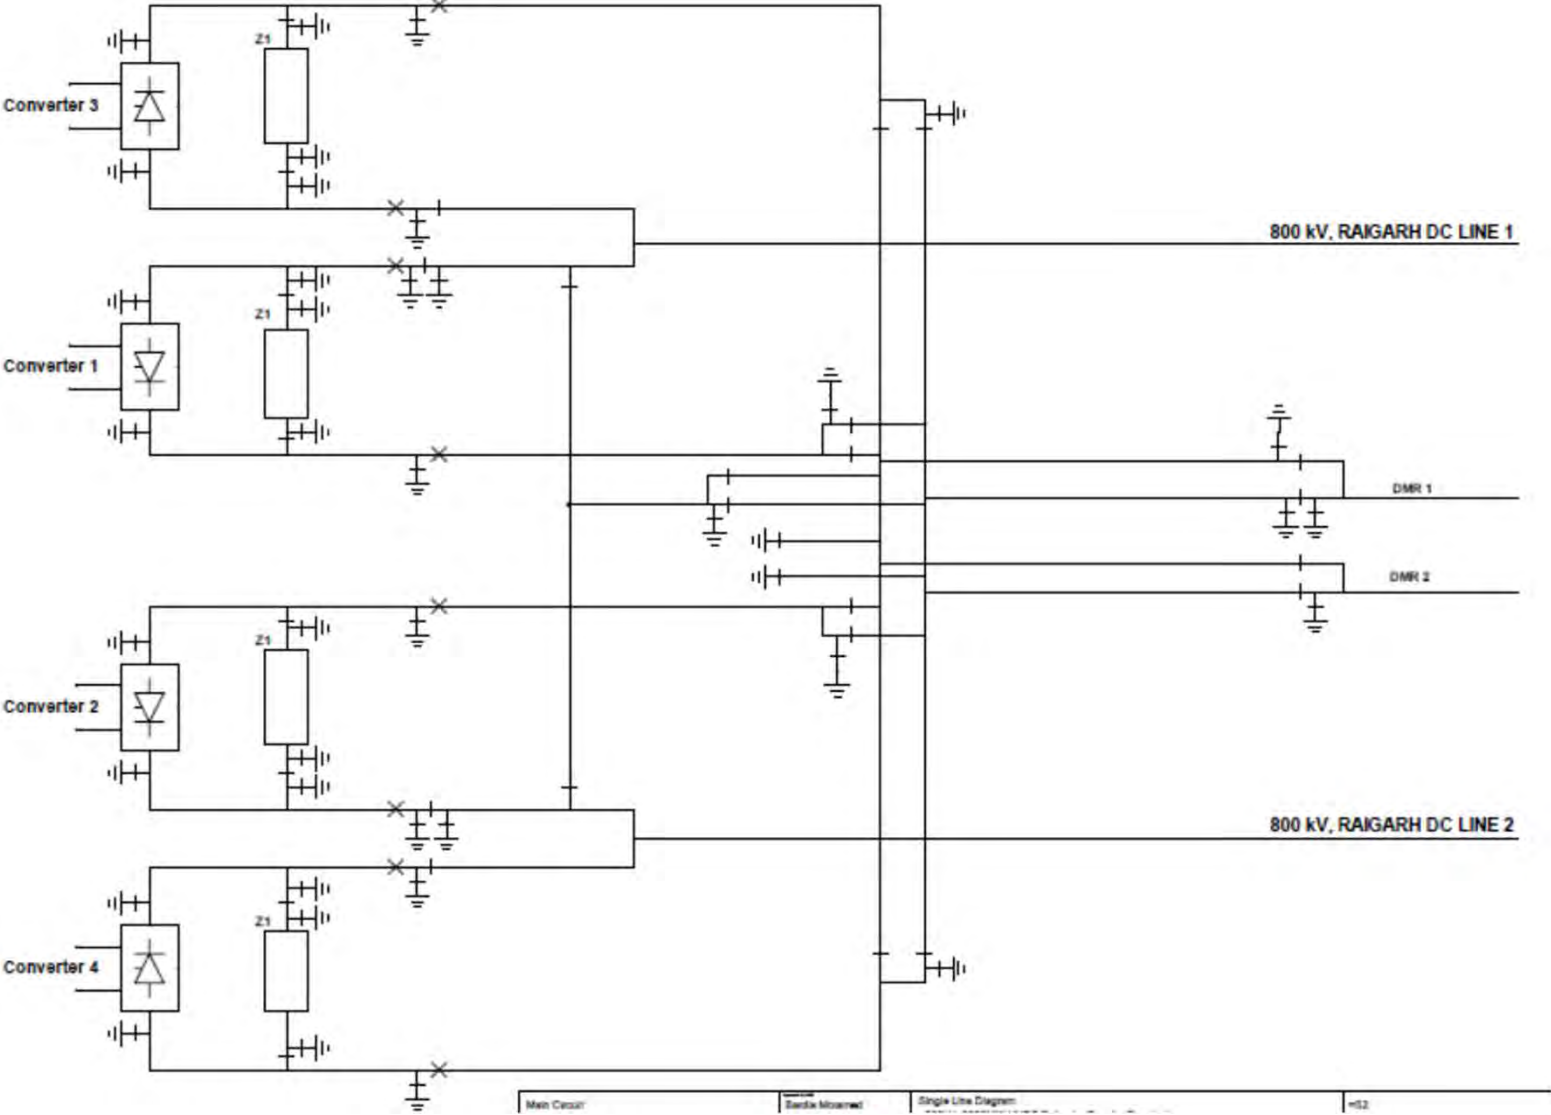 Z1
Converter 3
800 kV, RAIGARH DC LINE 1
Z1
Converter 1
DMR 1
DMR 2
Z1
Converter 2
800 kV, RAIGARH DC LINE 2
Z1
Converter 4
Main Circuit
Single Line Diagram